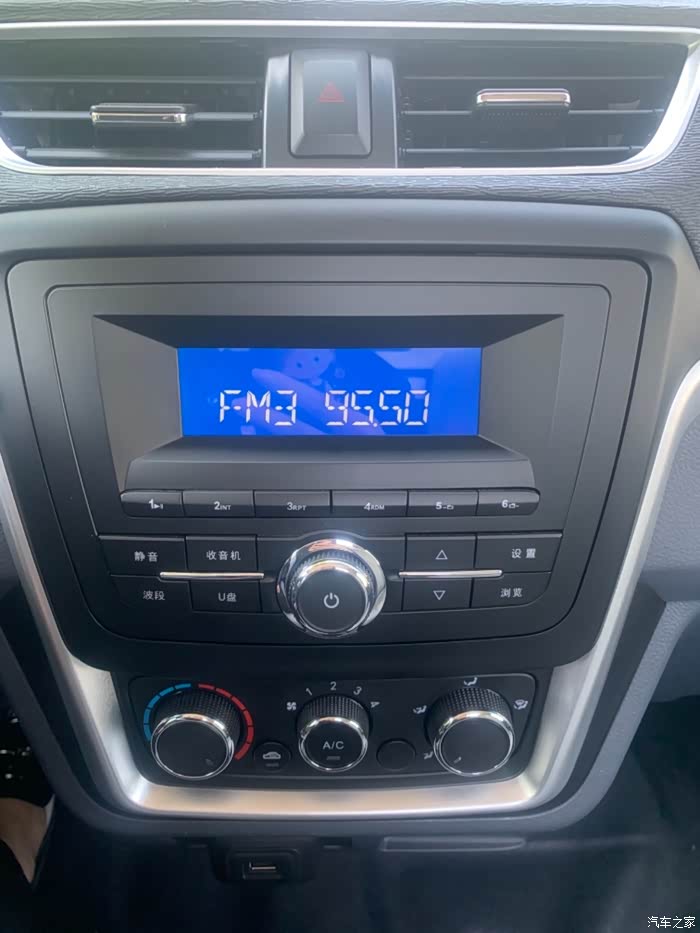 FM3 95.50
1 2INT 3RPT 4RDM 5- 6-
静音 收音机 设置
波段 U盘 浏览
1 2 3 4
A/C
汽车之家